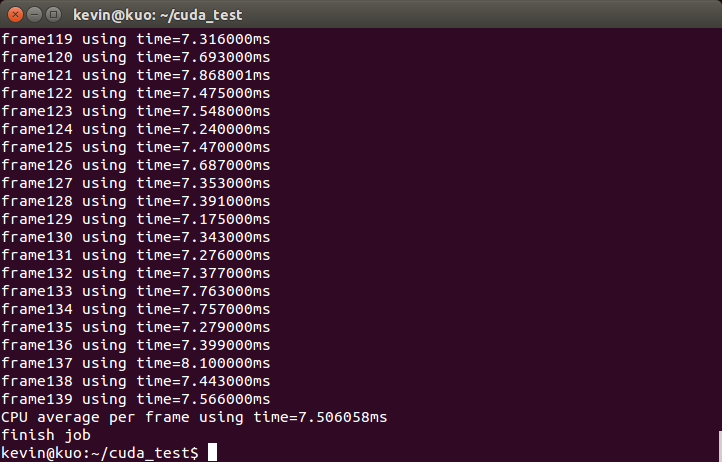 kevin@kuo: ~/cuda_test
frame119 using time=7.316000ms
frame120 using time=7.693000ms
frame121 using time=7.868001ms
frame122 using time=7.475000ms
frame123 using time=7.548000ms
frame124 using time=7.240000ms
frame125 using time=7.470000ms
frame126 using time=7.687000ms
frame127 using time=7.353000ms
frame128 using time=7.391000ms
frame129 using time=7.175000ms
frame130 using time=7.343000ms
frame131 using time=7.276000ms
frame132 using time=7.377000ms
frame133 using time=7.763000ms
frame134 using time=7.757000ms
frame135 using time=7.279000ms
frame136 using time=7.399000ms
frame137 using time=8.100000ms
frame138 using time=7.443000ms
frame139 using time=7.566000ms
CPU average per frame using time=7.506058ms
finish job
kevin@kuo:~/cuda_test$